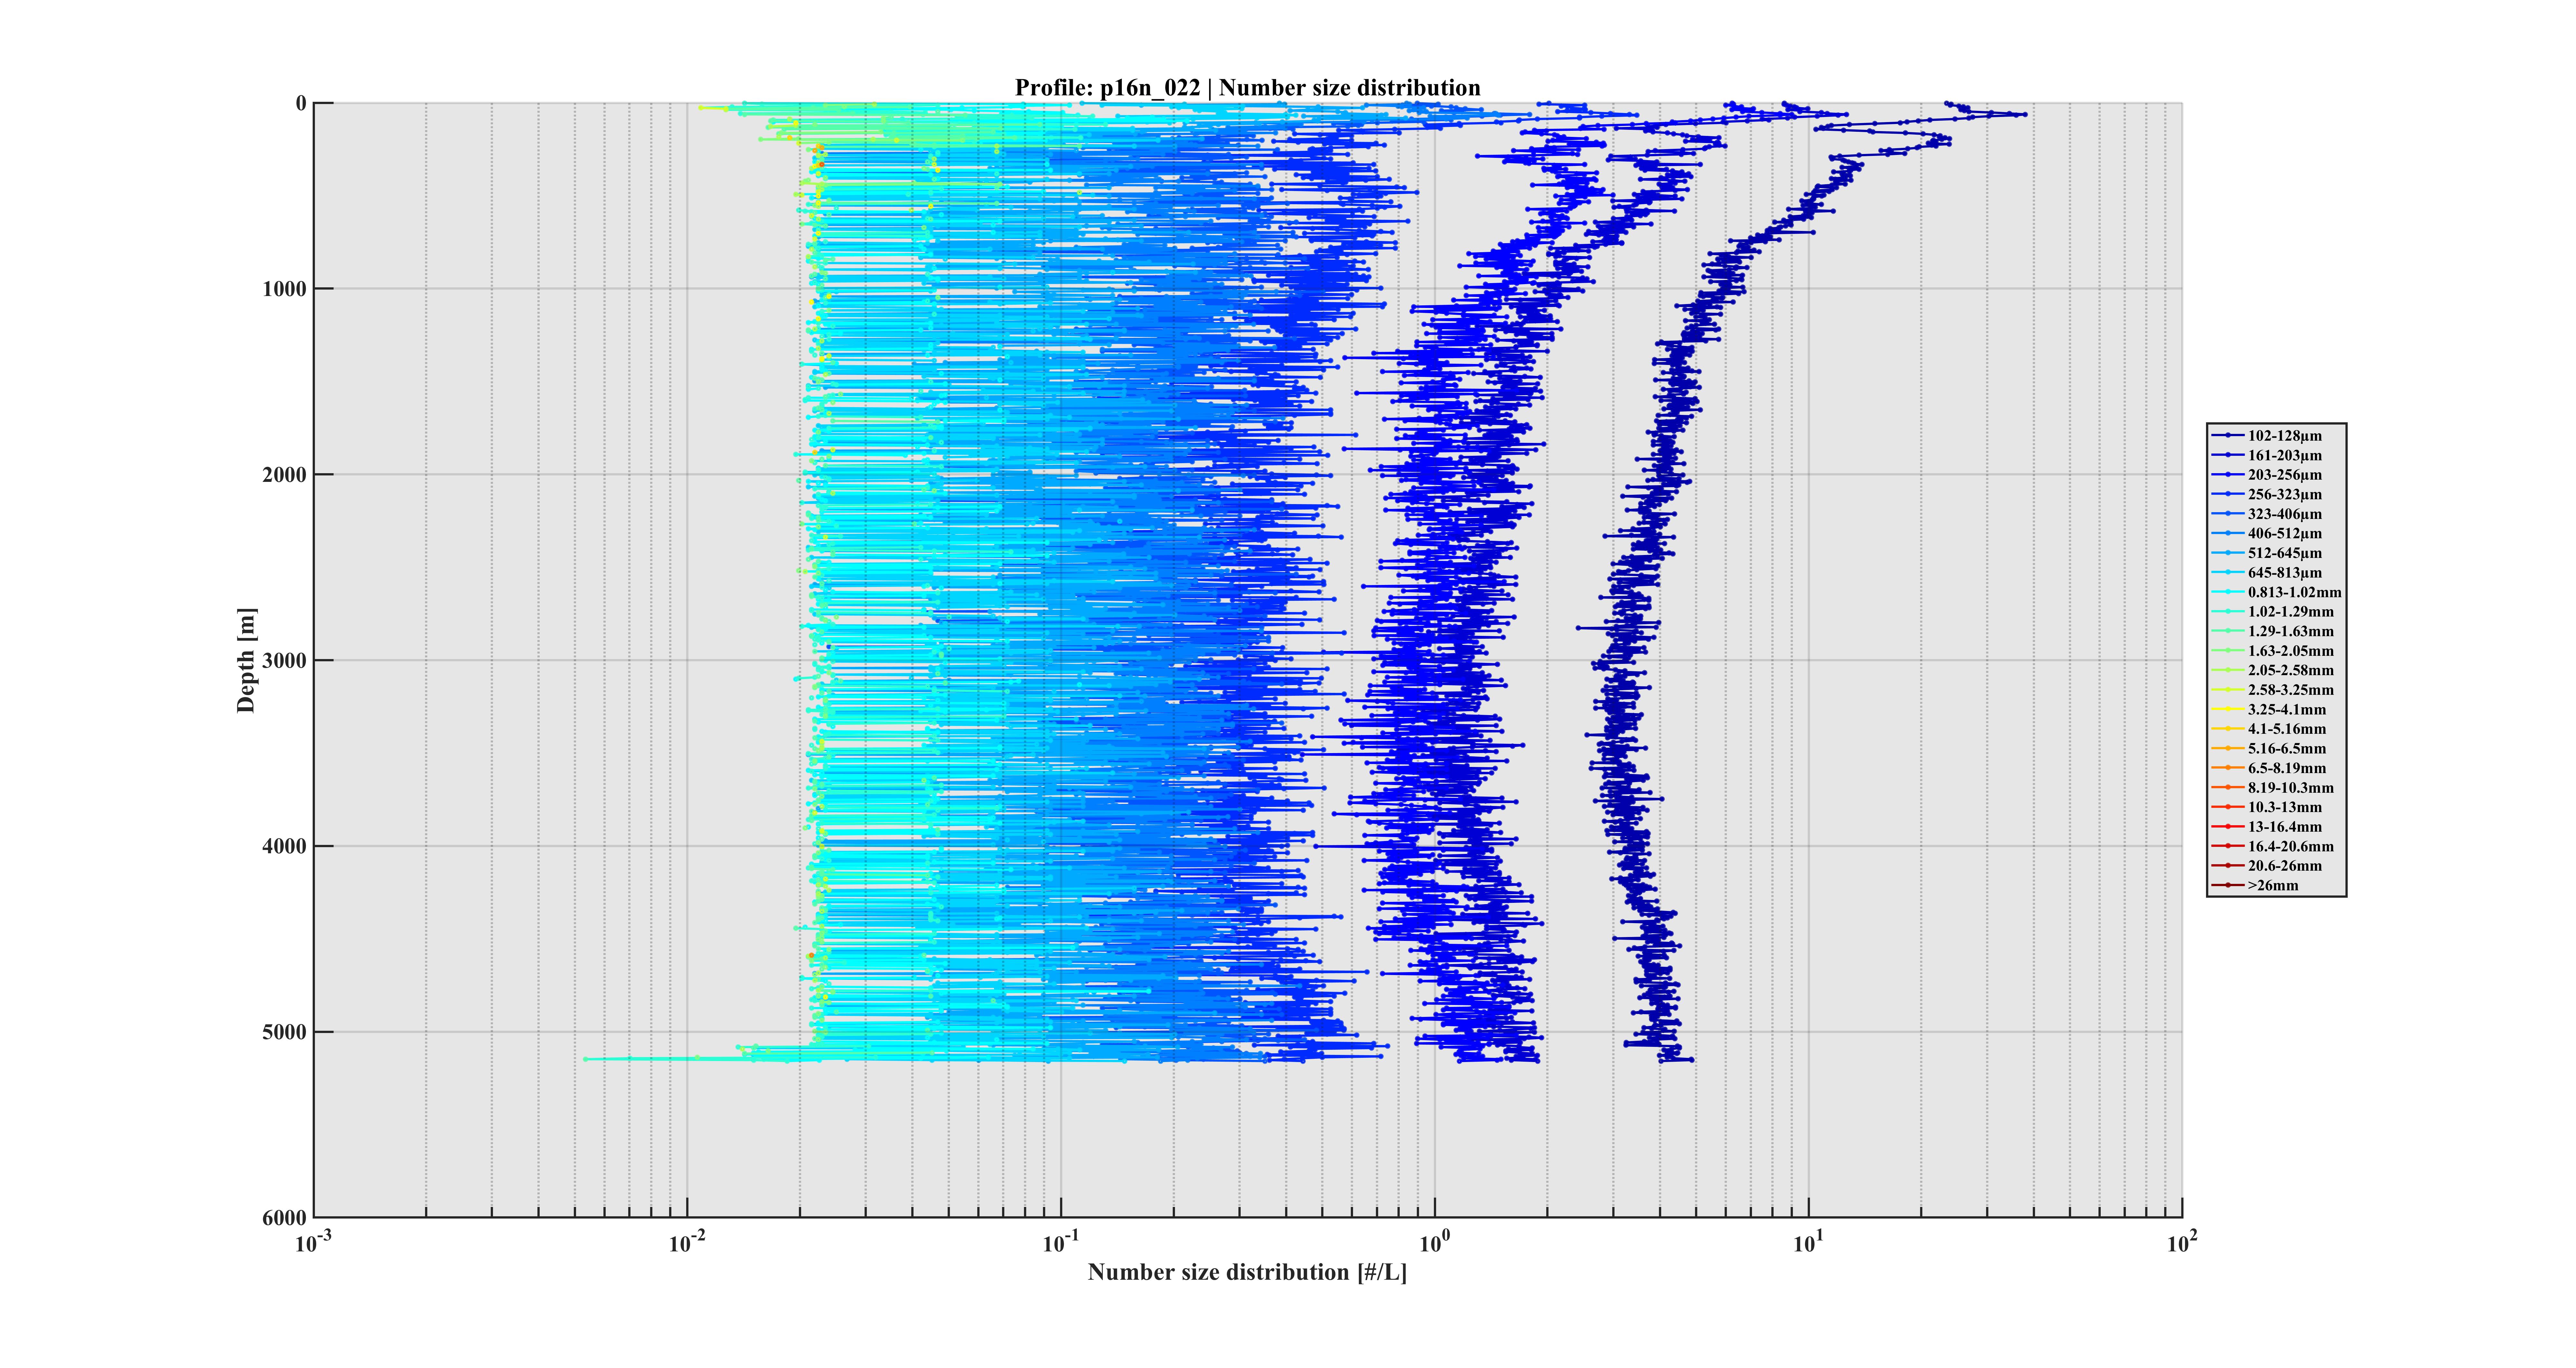 Profile: p16n_022 | Number size distribution
0
1000
2000
3000
4000
5000
6000
Depth [m]
10-3
10-2
10-1
100
101
102
Number size distribution [#/L]
102-128µm
161-203µm
203-256µm
256-323µm
323-406µm
406-512µm
512-645µm
645-813µm
0.813-1.02mm
1.02-1.29mm
1.29-1.63mm
1.63-2.05mm
2.05-2.58mm
2.58-3.25mm
3.25-4.1mm
4.1-5.16mm
5.16-6.5mm
6.5-8.19mm
8.19-10.3mm
10.3-13mm
13-16.4mm
16.4-20.6mm
20.6-26mm
>26mm